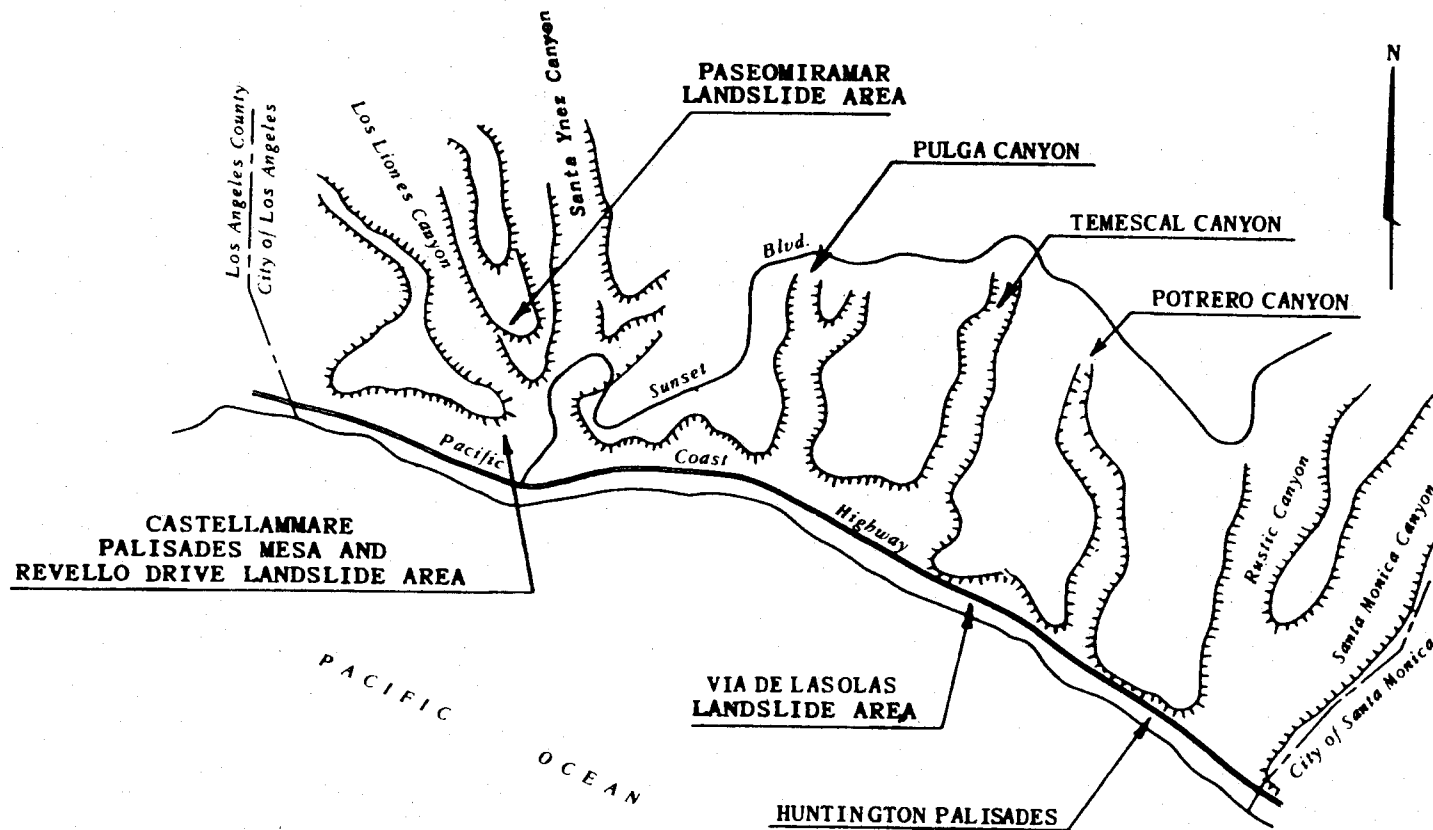 N
PASEOMIRAMAR
LANDSLIDE AREA
Santa Ynez Canyon
Los Liones Canyon
Los Angeles County
City of Los Angeles
PULGA CANYON
TEMESCAL CANYON
POTRERO CANYON
Blvd.
Sunset
Pacific
Coast
Highway
Rustic Canyon
Santa Monica Canyon
City of Santa Monica
CASTELLAMMARE
PALISADES MESA AND
REVELLO DRIVE LANDSLIDE AREA
PACIFIC
OCEAN
VIA DE LASOLAS
LANDSLIDE AREA
HUNTINGTON PALISADES